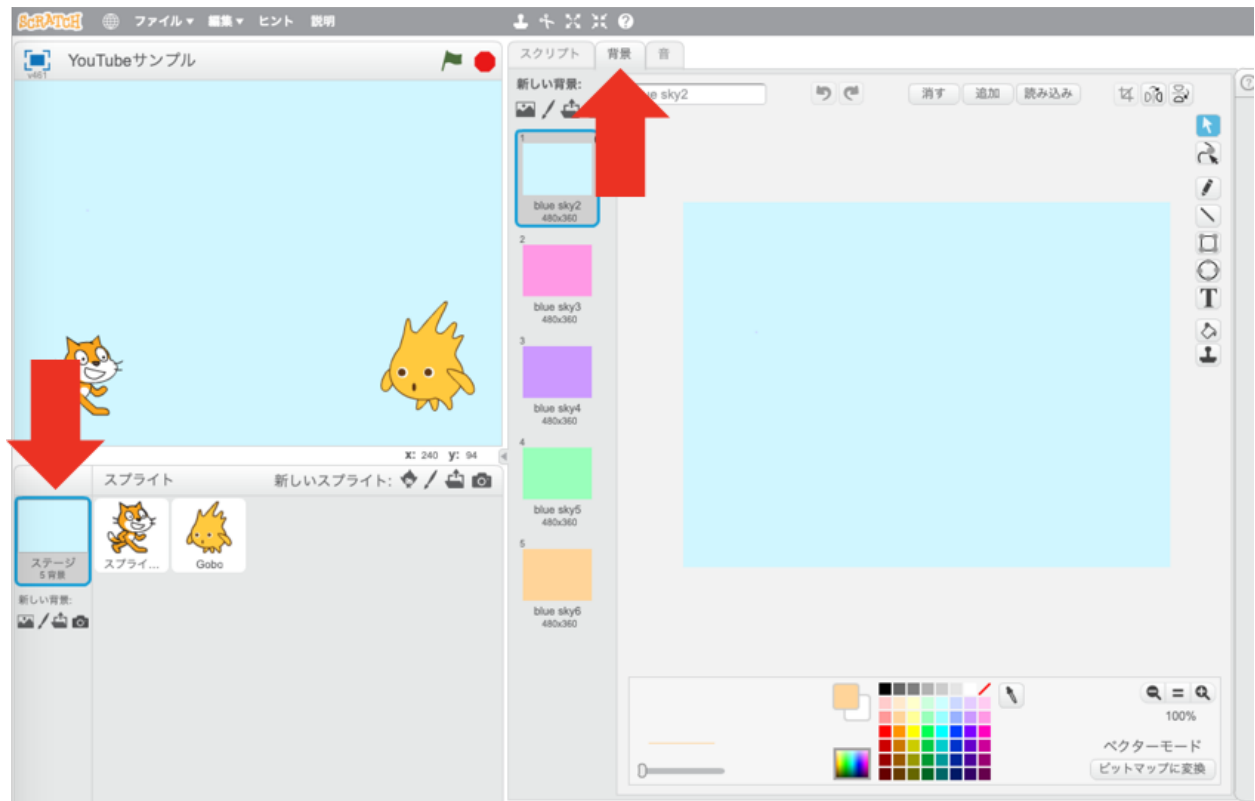 SCRATCH ファイル▼ 編集▼ ヒント 説明
YouTubeサンプル
v461
スクリプト 背景 音
新しい背景:
sky2
消す 追加 読み込み
1
blue sky2
480x360
2
blue sky3
480x360
3
blue sky4
480x360
4
blue sky5
480x360
5
blue sky6
480x360
T
x: 240 y: 94
スプライト 新しいスプライト:
ステージ
5 背景
スプライ... Gobo
新しい背景:
100%
ベクターモード
ビットマップに変換